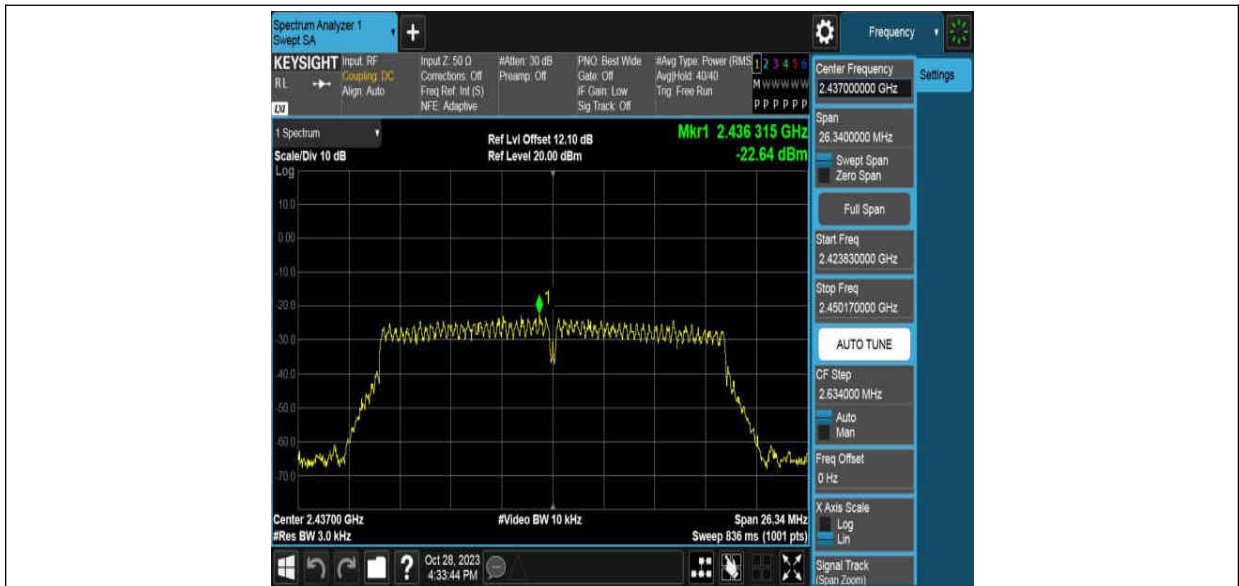 Spectrum Analyzer 1
Swept SA
+
Frequency
KEYSIGHT
RL
LXI
Input: RF
Coupling: DC
Align: Auto
Input Z: 50 Ω
Corrections: Off
Freq Ref: Int (S)
NFE: Adaptive
#Atten: 30 dB
Preamp: Off
PNO: Best Wide
Gate: Off
IF Gain: Low
Sig Track: Off
#Avg Type: Power (RMS
Avg|Hold: 40/40
Trig: Free Run
1 2 3 4 5 6
M W W W W W
P P P P P P
Center Frequency
2.437000000 GHz
Settings
Span
26.3400000 MHz
Swept Span
Zero Span
Full Span
Start Freq
2.423830000 GHz
Stop Freq
2.450170000 GHz
AUTO TUNE
CF Step
2.634000 MHz
Auto
Man
Freq Offset
0 Hz
X Axis Scale
Log
Lin
Signal Track
(Span Zoom)
1 Spectrum
Scale/Div 10 dB
Log
Ref Lvl Offset 12.10 dB
Ref Level 20.00 dBm
Mkr1 2.436 315 GHz
-22.64 dBm
10.0
0.00
-10.0
-20.0
-30.0
-40.0
-50.0
-60.0
-70.0
1
Center 2.43700 GHz
#Res BW 3.0 kHz
#Video BW 10 kHz
Span 26.34 MHz
Sweep 836 ms (1001 pts)
?
Oct 28, 2023
4:33:44 PM